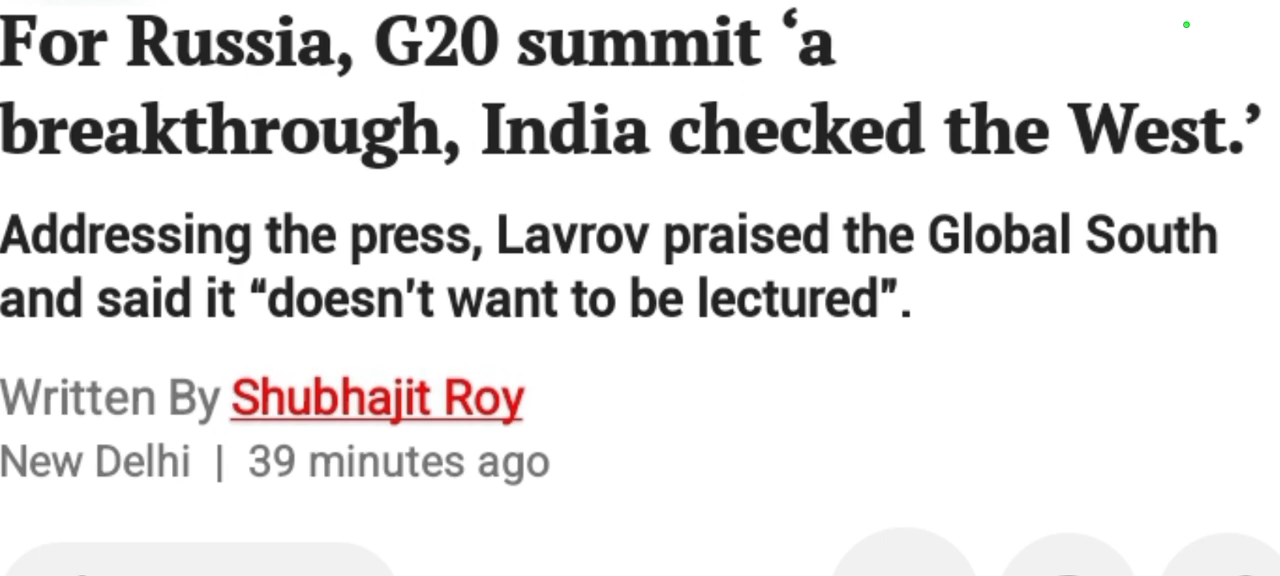 For Russia, G20 summit ‘a
breakthrough, India checked the West.’
Addressing the press, Lavrov praised the Global South
and said it “doesn't want to be lectured”.
Written By Shubhajit Roy
New Delhi | 39 minutes ago